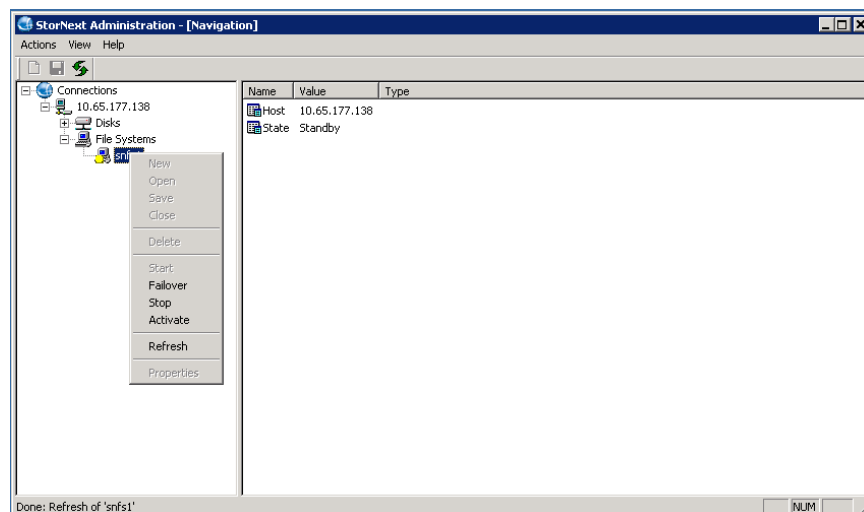 StorNext Administration - [Navigation]
Actions View Help
Connections
10.65.177.138
Disks
File Systems
New
Open
Save
Close
Delete
Start
Failover
Stop
Activate
Refresh
Properties
Name Value Type
Host 10.65.177.138
State Standby
Done: Refresh of 'snfs1'
NUM